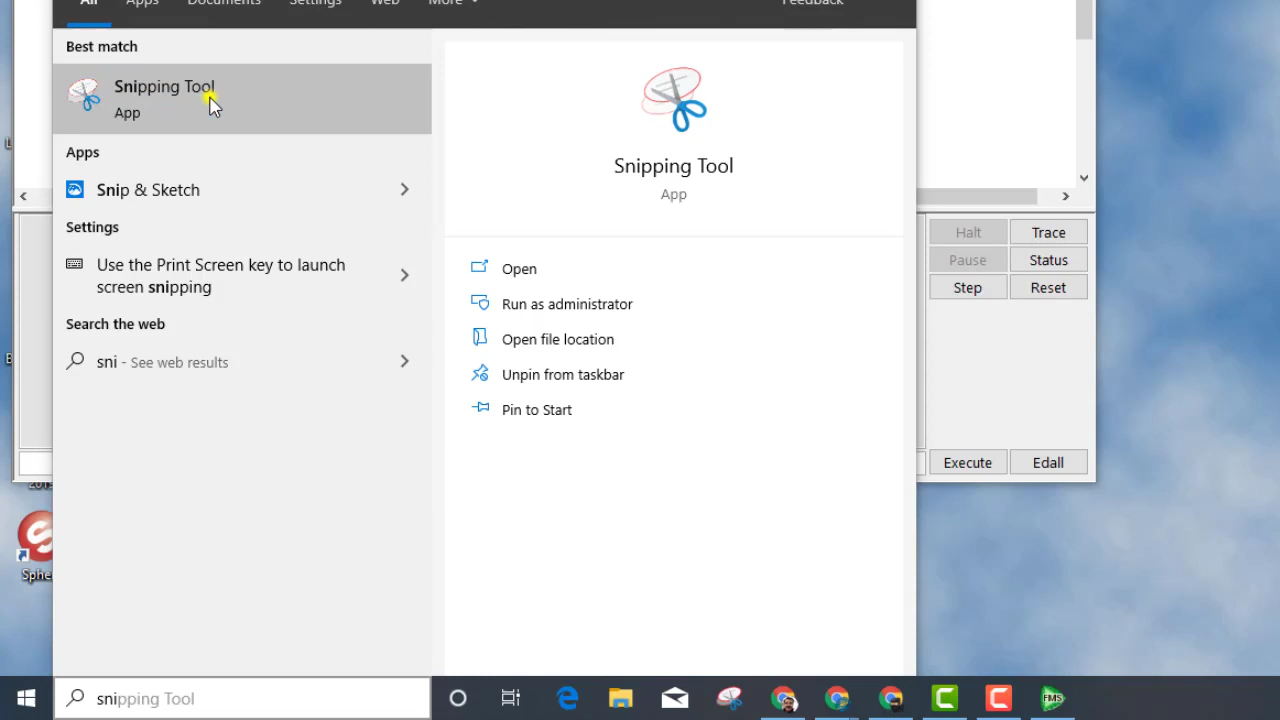 All Apps Documents Settings Web More Feedback
Best match
Snipping Tool
App
Apps
Snip & Sketch
Settings
Use the Print Screen key to launch
screen snipping
Search the web
sni - See web results
Snipping Tool
App
Open
Run as administrator
Open file location
Unpin from taskbar
Pin to Start
Halt Trace
Pause Status
Step Reset
Execute Edall
snipping Tool
FMS